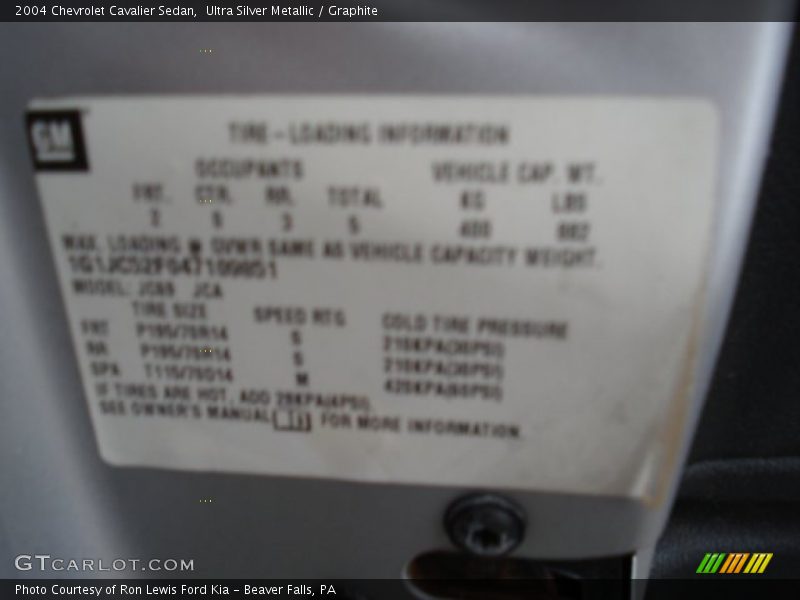 2004 Chevrolet Cavalier Sedan,  Ultra Silver Metallic / Graphite
GM
TIRE - LOADING INFORMATION
OCCUPANTS VEHICLE CAP. WT.
FRT. CTR. RR. TOTAL KG LBS
2 0 3 5 400 882
MAX. LOADING @ GVWR SAME AS VEHICLE CAPACITY WEIGHT.
MODEL: JC69 JCA
TIRE SIZE SPEED RTG COLD TIRE PRESSURE
FRT P195/70R14 S 210KPA(30PSI)
RR P195/70R14 S 210KPA(30PSI)
SPA T115/70D14 M 420KPA(60PSI)
IF TIRES ARE HOT, ADD 28KPA(4PSI)
SEE OWNER'S MANUAL FOR MORE INFORMATION
GTCARLOT.COM
Photo Courtesy of Ron Lewis Ford Kia - Beaver Falls, PA